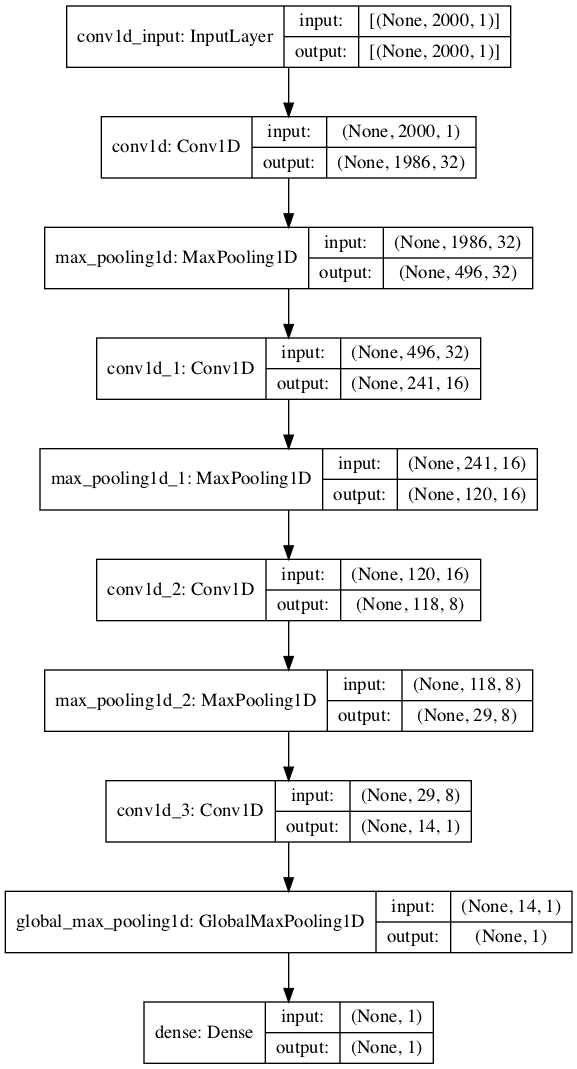 conv1d_input: InputLayer
input: [(None, 2000, 1)]
output: [(None, 2000, 1)]
conv1d: Conv1D
input: (None, 2000, 1)
output: (None, 1986, 32)
max_pooling1d: MaxPooling1D
input: (None, 1986, 32)
output: (None, 496, 32)
conv1d_1: Conv1D
input: (None, 496, 32)
output: (None, 241, 16)
max_pooling1d_1: MaxPooling1D
input: (None, 241, 16)
output: (None, 120, 16)
conv1d_2: Conv1D
input: (None, 120, 16)
output: (None, 118, 8)
max_pooling1d_2: MaxPooling1D
input: (None, 118, 8)
output: (None, 29, 8)
conv1d_3: Conv1D
input: (None, 29, 8)
output: (None, 14, 1)
global_max_pooling1d: GlobalMaxPooling1D
input: (None, 14, 1)
output: (None, 1)
dense: Dense
input: (None, 1)
output: (None, 1)